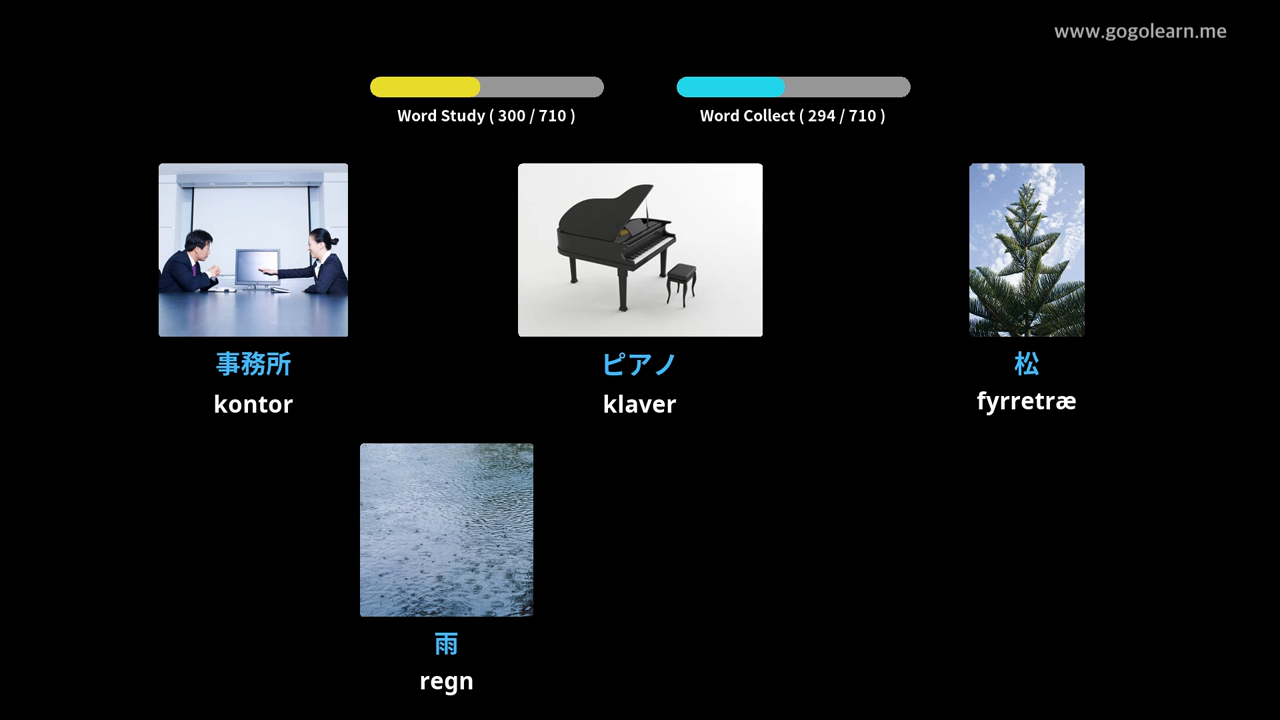 www.gogolearn.me
Word Study ( 300 / 710 )
Word Collect ( 294 / 710 )
事務所
kontor
ピアノ
klaver
松
fyrretræ
雨
regn